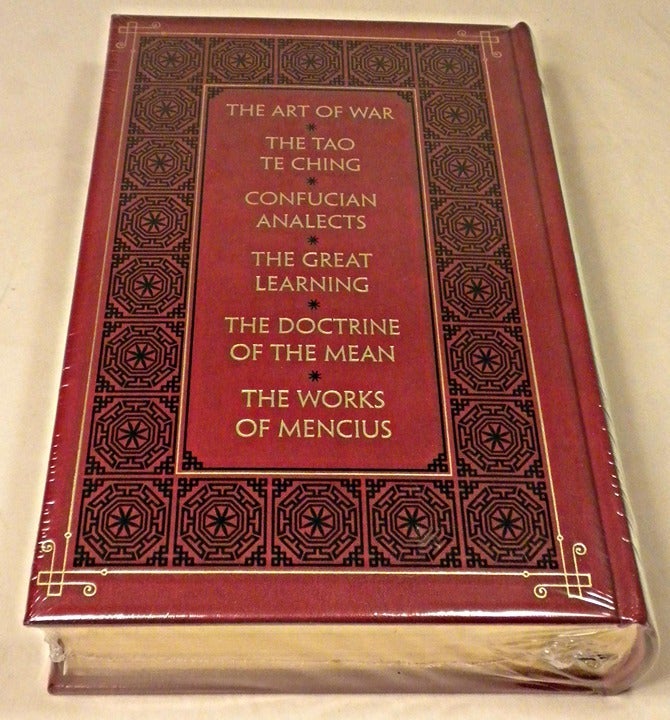 THE ART OF WAR
*
THE TAO
TE CHING
*
CONFUCIAN
ANALECTS
*
THE GREAT
LEARNING
*
THE DOCTRINE
OF THE MEAN
*
THE WORKS
OF MENCIUS